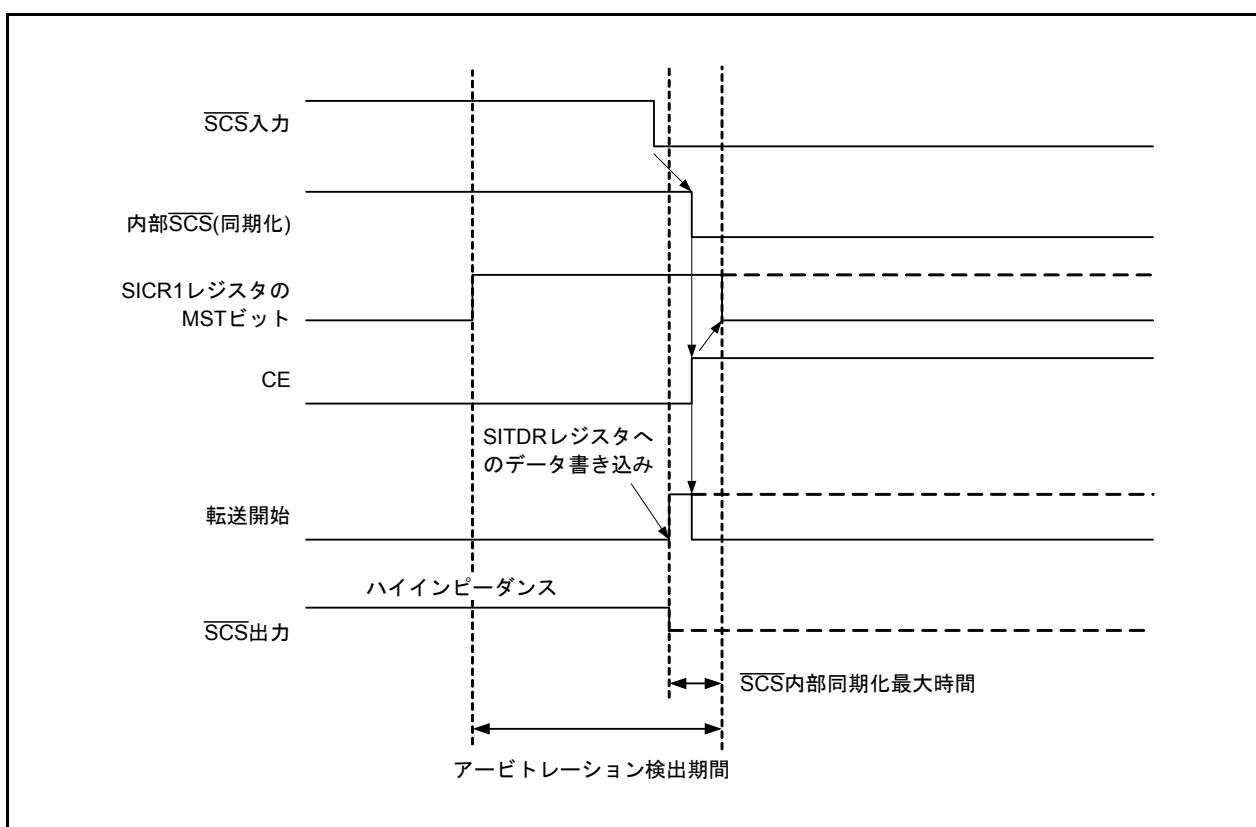 SCS入力
内部SCS(同期化)
SICR1レジスタの
MSTビット
CE
SITDRレジスタへ
のデータ書き込み
転送開始
ハイインピーダンス
SCS出力
SCS内部同期化最大時間
アービトレーション検出期間